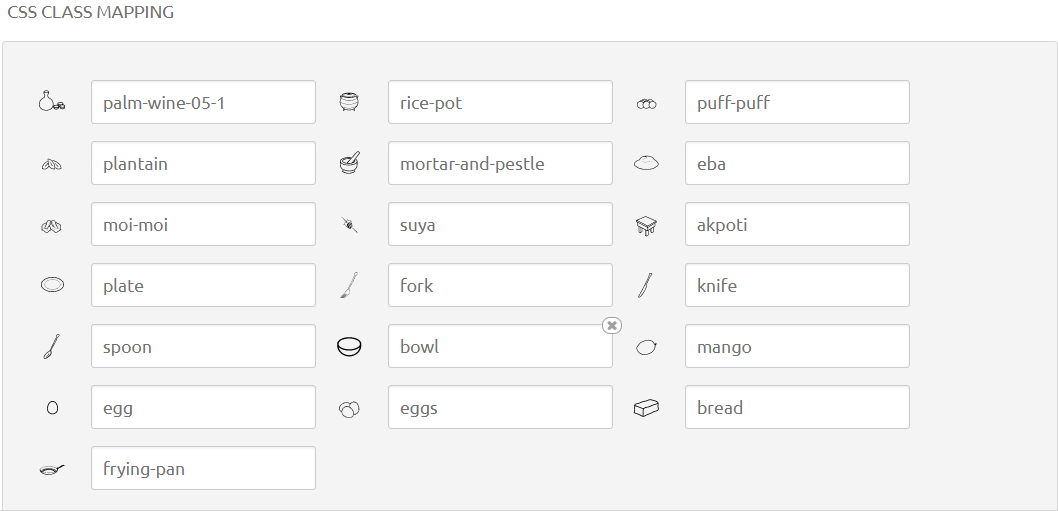 CSS CLASS MAPPING
palm-wine-05-1
rice-pot
puff-puff
plantain
mortar-and-pestle
eba
moi-moi
suya
akpoti
plate
fork
knife
spoon
bowl
mango
egg
eggs
bread
frying-pan